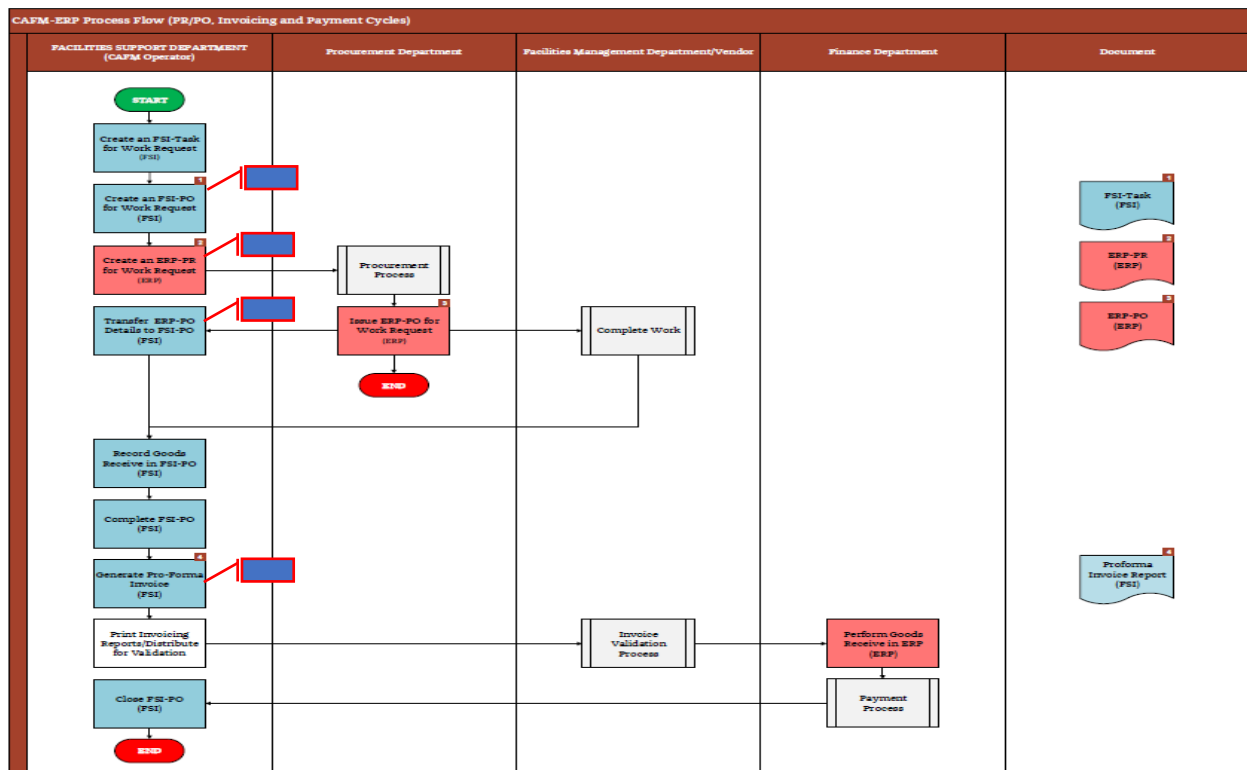 CAFM-ERP Process Flow (PR/PO, Invoicing and Payment Cycles)
FACILITIES SUPPORT DEPARTMENT
(CAFM Operator)
Procurement Department
Facilities Management Department/Vendor
Finance Department
Document
START
Create an FSI-Task
for Work Request
(FSI)
1
Create an FSI-PO
for Work Request
(FSI)
1
FSI-Task
(FSI)
2
Create an ERP-PR
for Work Request
(ERP)
Procurement
Process
2
ERP-PR
(ERP)
Transfer ERP-PO
Details to FSI-PO
(FSI)
3
Issue ERP-PO for
Work Request
(ERP)
Complete Work
3
ERP-PO
(ERP)
END
Record Goods
Receive in FSI-PO
(FSI)
Complete FSI-PO
(FSI)
4
Generate Pro-Forma
Invoice
(FSI)
4
Proforma
Invoice Report
(FSI)
Print Invoicing
Reports/Distribute
for Validation
Invoice
Validation
Process
Perform Goods
Receive in ERP
(ERP)
Close FSI-PO
(FSI)
Payment
Process
END